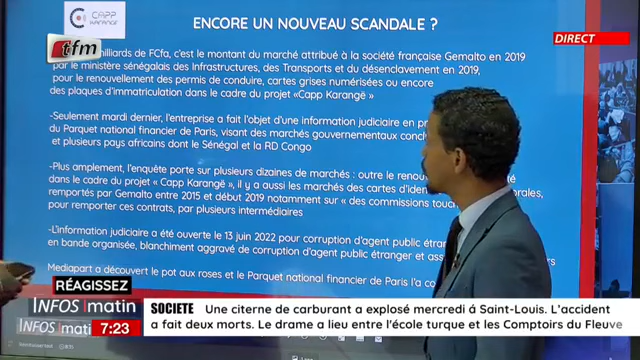 CAPP
KARANGE
ENCORE UN NOUVEAU SCANDALE ?
tfm
DIRECT
milliards de FCfa, c'est le montant du marché attribué à la société française Gemalto en 2019
par le ministère sénégalais des Infrastructures, des Transports et du désenclavement en 2019,
pour le renouvellement des permis de conduire, cartes grises numérisées ou encore
des plaques d'immatriculation dans le cadre du projet «Capp Karangë »
-Seulement mardi dernier, l'entreprise a fait l'objet d'une information judiciaire en
du Parquet national financier de Paris, visant des marchés gouvernementaux
et plusieurs pays africains dont le Sénégal et la RD Congo
-Plus amplement, l'enquête porte sur plusieurs dizaines de marchés : outre le
dans le cadre du projet « Capp Karangë », il y a aussi les marchés des cartes
remportés par Gemalto entre 2015 et début 2019 notamment sur « des commissions
pour remporter ces contrats, par plusieurs intermédiaires
-L'information judiciaire a été ouverte le 13 juin 2022 pour corruption d'agent public
en bande organisée, blanchiment aggravé de corruption d'agent public étranger et
Mediapart a découvert le pot aux roses et le Parquet national financier de Paris l'a
RÉAGISSEZ
INFOS matin
INFOS mati 7:23
SOCIETE Une citerne de carburant a explosé mercredi á Saint-Louis. L'accident
a fait deux morts. Le drame a lieu entre l'école turque et les Comptoirs du Fleuve